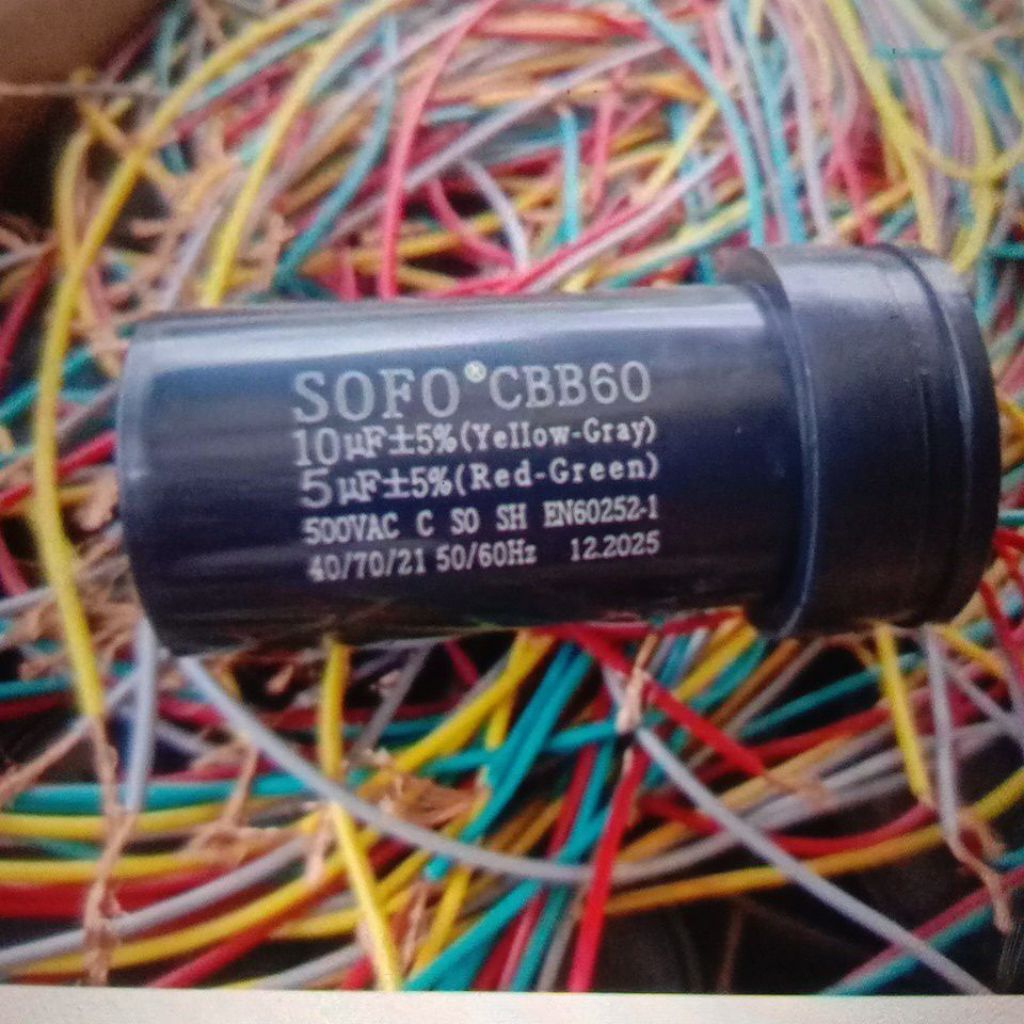 SOFO® CBB60
10μF±5%(Yellow-Gray)
5μF±5%(Red-Green)
500VAC C SO SH EN60252-1
40/70/21 50/60Hz 12.2025